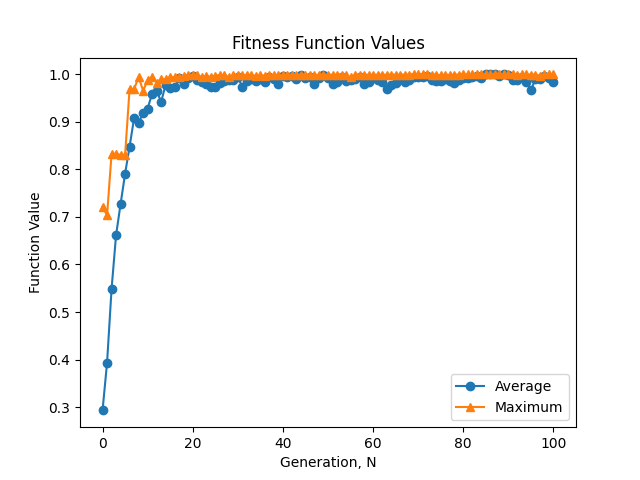 Fitness Function Values
1.0
0.9
0.8
0.7
0.6
0.5
0.4
0.3
Function Value
0 20 40 60 80 100
Generation, N
Average
Maximum